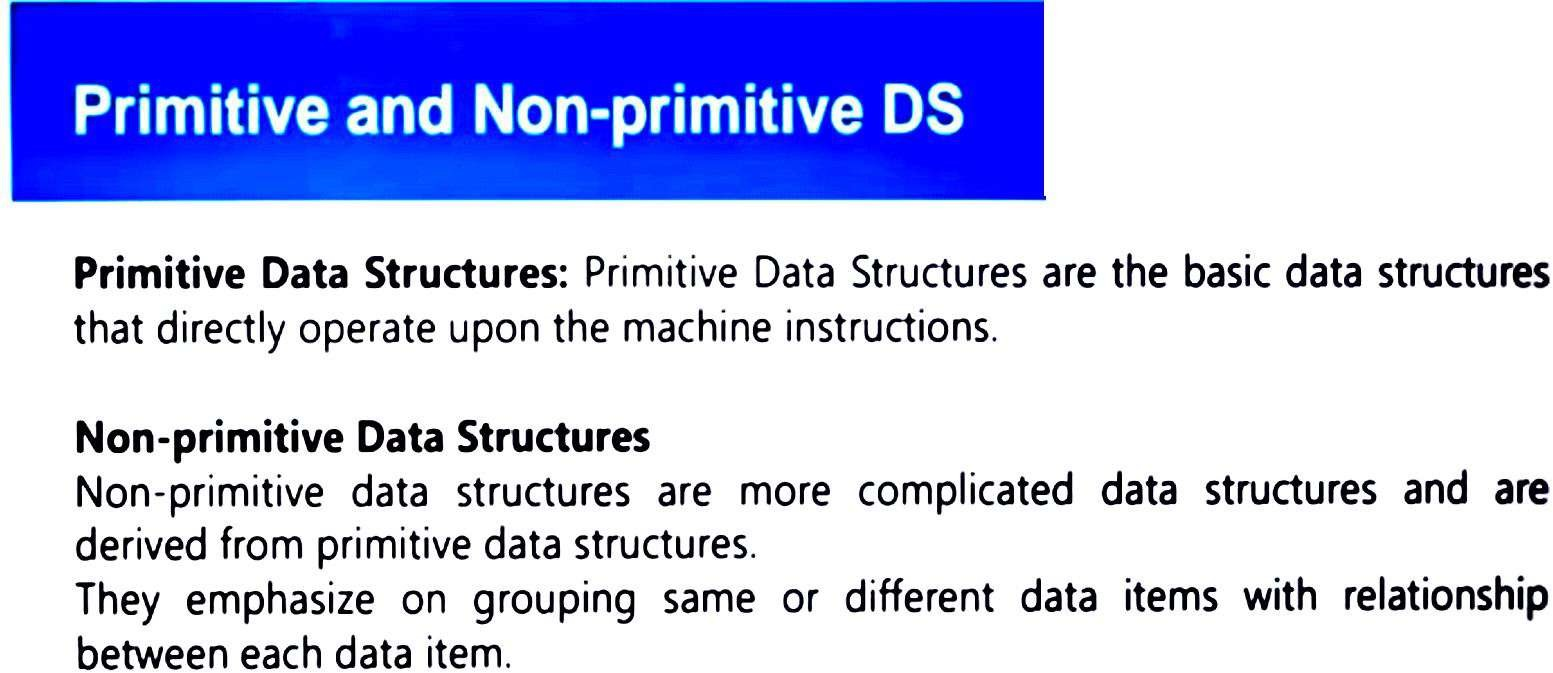 Primitive and Non-primitive DS
Primitive Data Structures: Primitive Data Structures are the basic data structures
that directly operate upon the machine instructions.
Non-primitive Data Structures
Non-primitive data structures are more complicated data structures and are
derived from primitive data structures.
They emphasize on grouping same or different data items with relationship
between each data item.